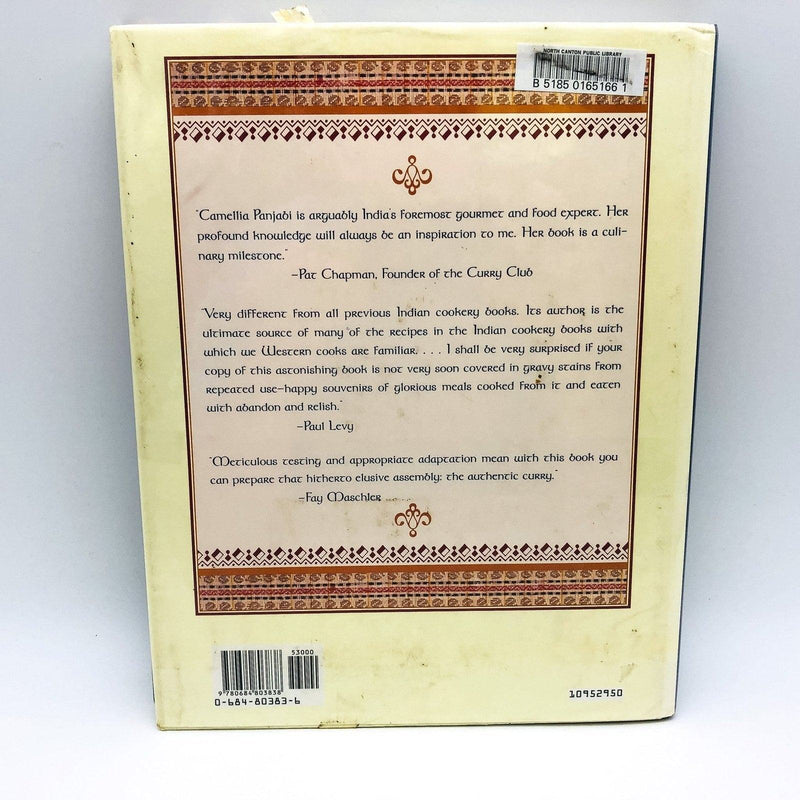 NORTH CANTON PUBLIC LIBRARY
B 5185 0165166 1
"Camellia Panjabi is arguably India's foremost gourmet and food expert. Her
profound knowledge will always be an inspiration to me. Her book is a culi-
nary milestone."
–Pat Chapman, Founder of the Curry Club
"Very different from all previous Indian cookery books. Its author is the
ultimate source of many of the recipes in the Indian cookery books with
which we Western cooks are familiar. . . . I shall be very surprised if your
copy of this astonishing book is not very soon covered in gravy stains from
repeated use–happy souvenirs of glorious meals cooked from it and eaten
with abandon and relish."
–Paul Levy
"Meticulous testing and appropriate adaptation mean with this book you
can prepare that hitherto elusive assembly: the authentic curry."
–Fay Maschler
53000
9 780684 803838
0-684-80383-6
10952950